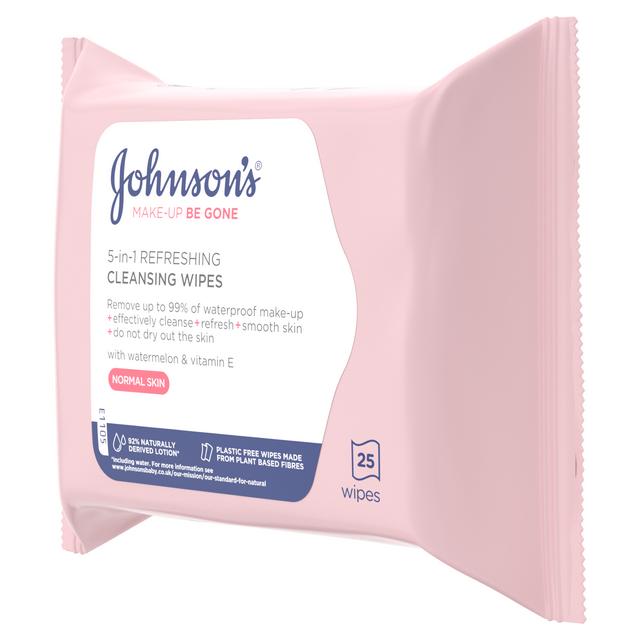 Johnson's®
MAKE-UP BE GONE
5-in-1 REFRESHING
CLEANSING WIPES
Remove up to 99% of waterproof make-up
+effectively cleanse+refresh+smooth skin
+do not dry out the skin
with watermelon & vitamin E
NORMAL SKIN
E1105
92% NATURALLY
DERIVED LOTION*
PLASTIC FREE WIPES MADE
FROM PLANT BASED FIBRES
*including water. For more information see
www.johnsonsbaby.co.uk/our-mission/our-standard-for-natural
25
wipes